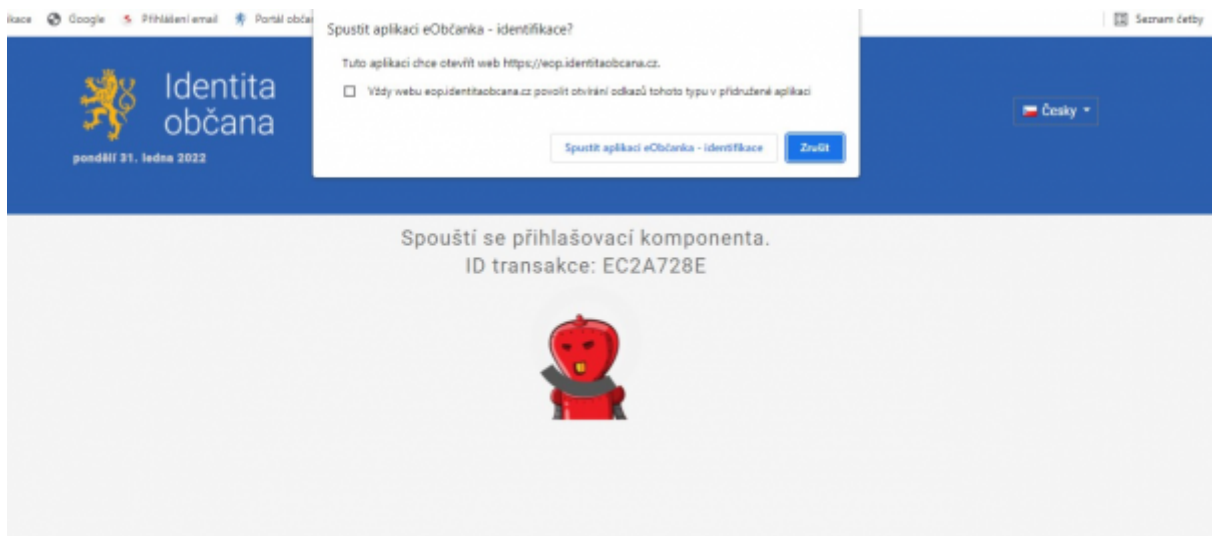 ikace Google Přihlášení email Portál občan
Seznam četby
Spustit aplikaci eObčanka - identifikace?
Tuto aplikaci chce otevřít web https://eop.identitaobcana.cz.
Vždy webu eop.identitaobcana.cz povolit otvírání odkazů tohoto typu v přidružené aplikaci
Spustit aplikaci eObčanka - identifikace Zrušit
Identita
občana
pondělí 31. ledna 2022
Česky
Spouští se přihlašovací komponenta.
ID transakce: EC2A728E